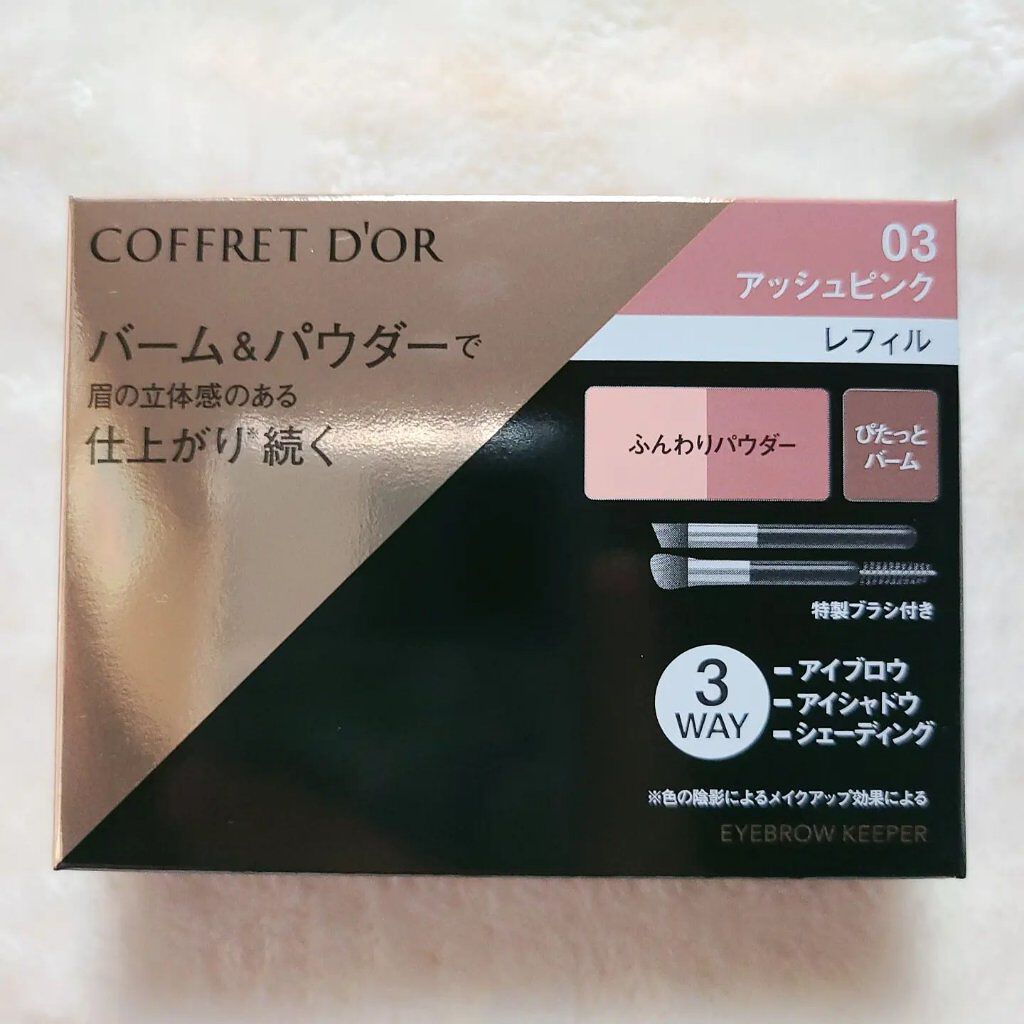 COFFRET D'OR
バーム&パウダーで
眉の立体感のある
仕上がり※続く
03
アッシュピンク
レフィル
ふんわりパウダー
ぴたっと
バーム
特製ブラシ付き
3
WAY
アイブロウ
アイシャドウ
シェーディング
※色の陰影によるメイクアップ効果による
EYEBROW KEEPER